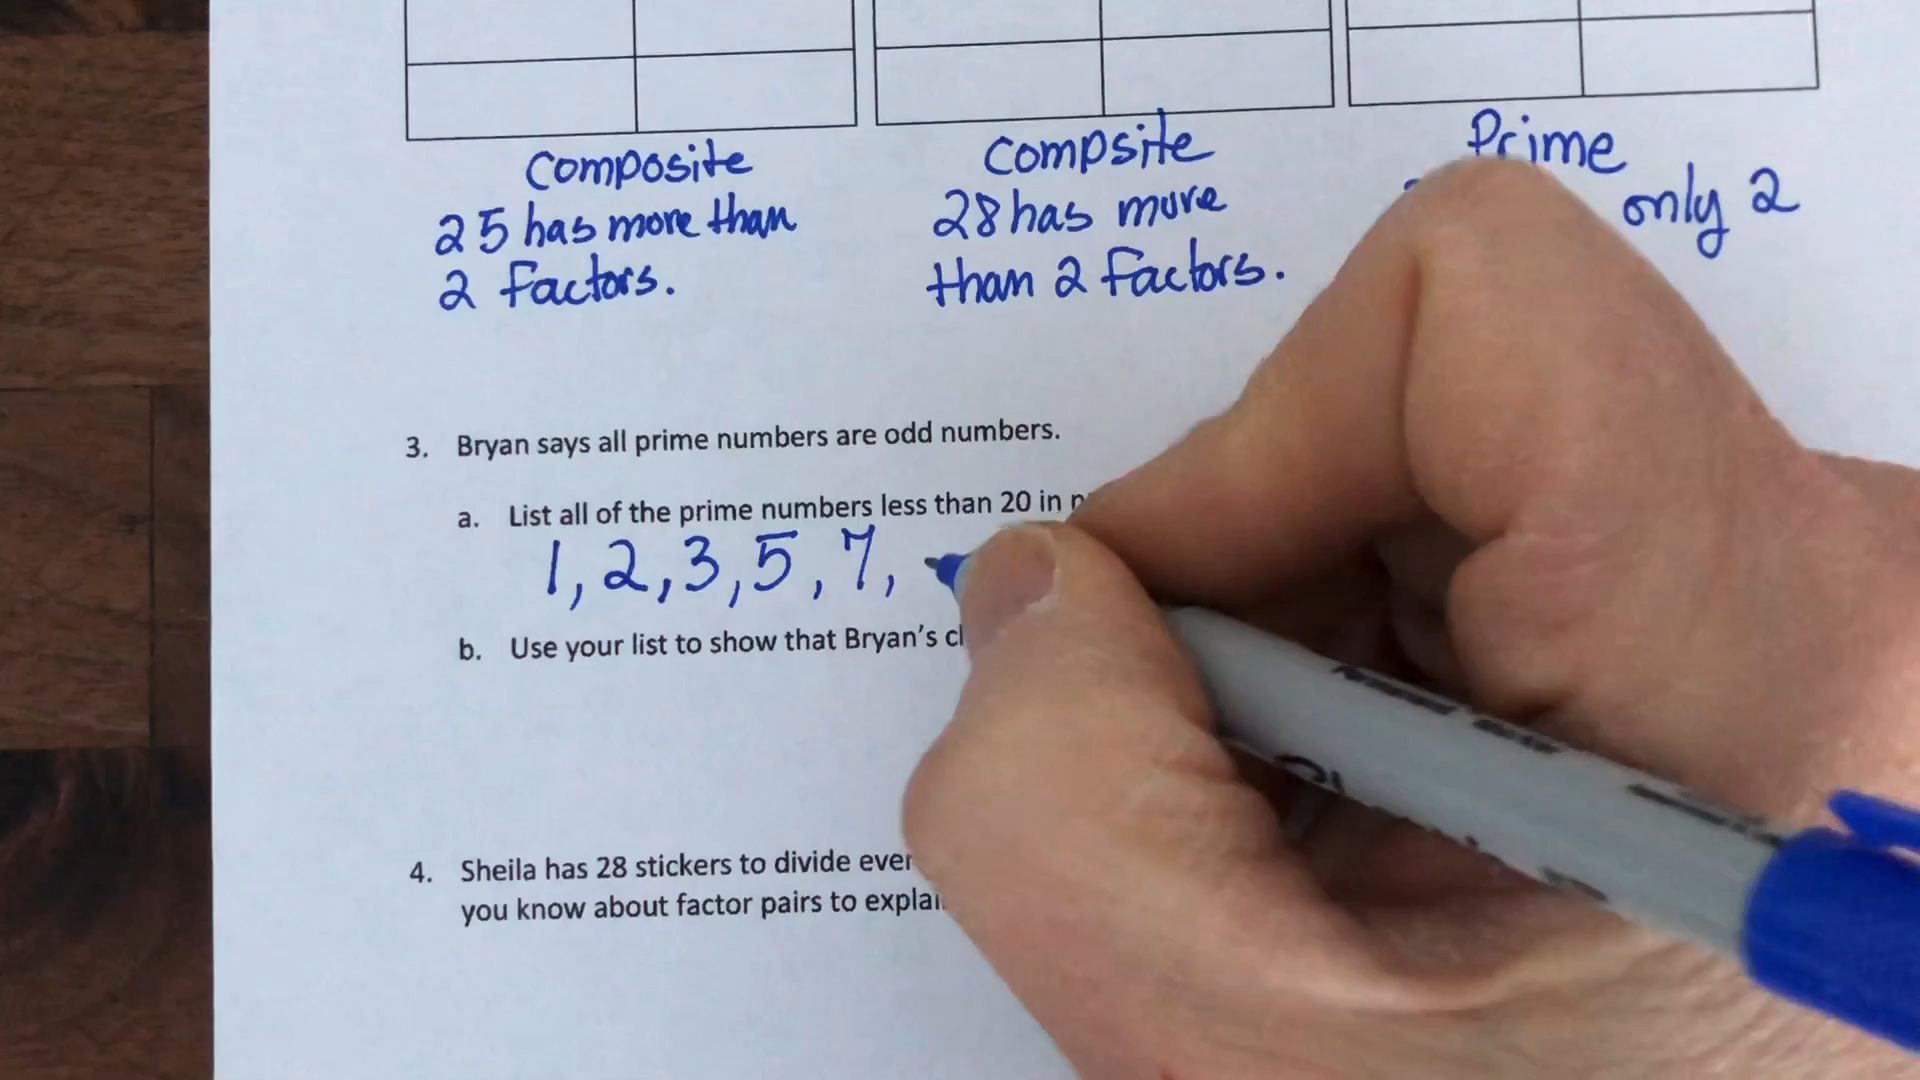 Composite
25 has more than
2 factors.
Compsite
28 has more
than 2 factors.
Prime
only 2
3. Bryan says all prime numbers are odd numbers.
a. List all of the prime numbers less than 20 in
1, 2, 3, 5, 7,
b. Use your list to show that Bryan's
4. Sheila has 28 stickers to divide
you know about factor pairs to